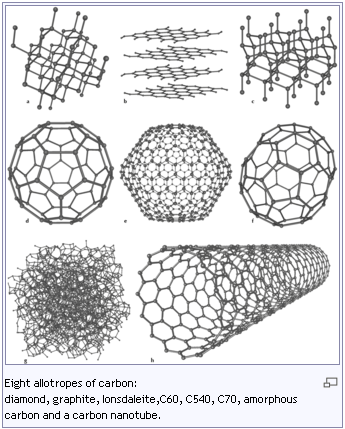 a b c
d e f
g h
Eight allotropes of carbon:
diamond, graphite, lonsdaleite,C60, C540, C70, amorphous
carbon and a carbon nanotube.